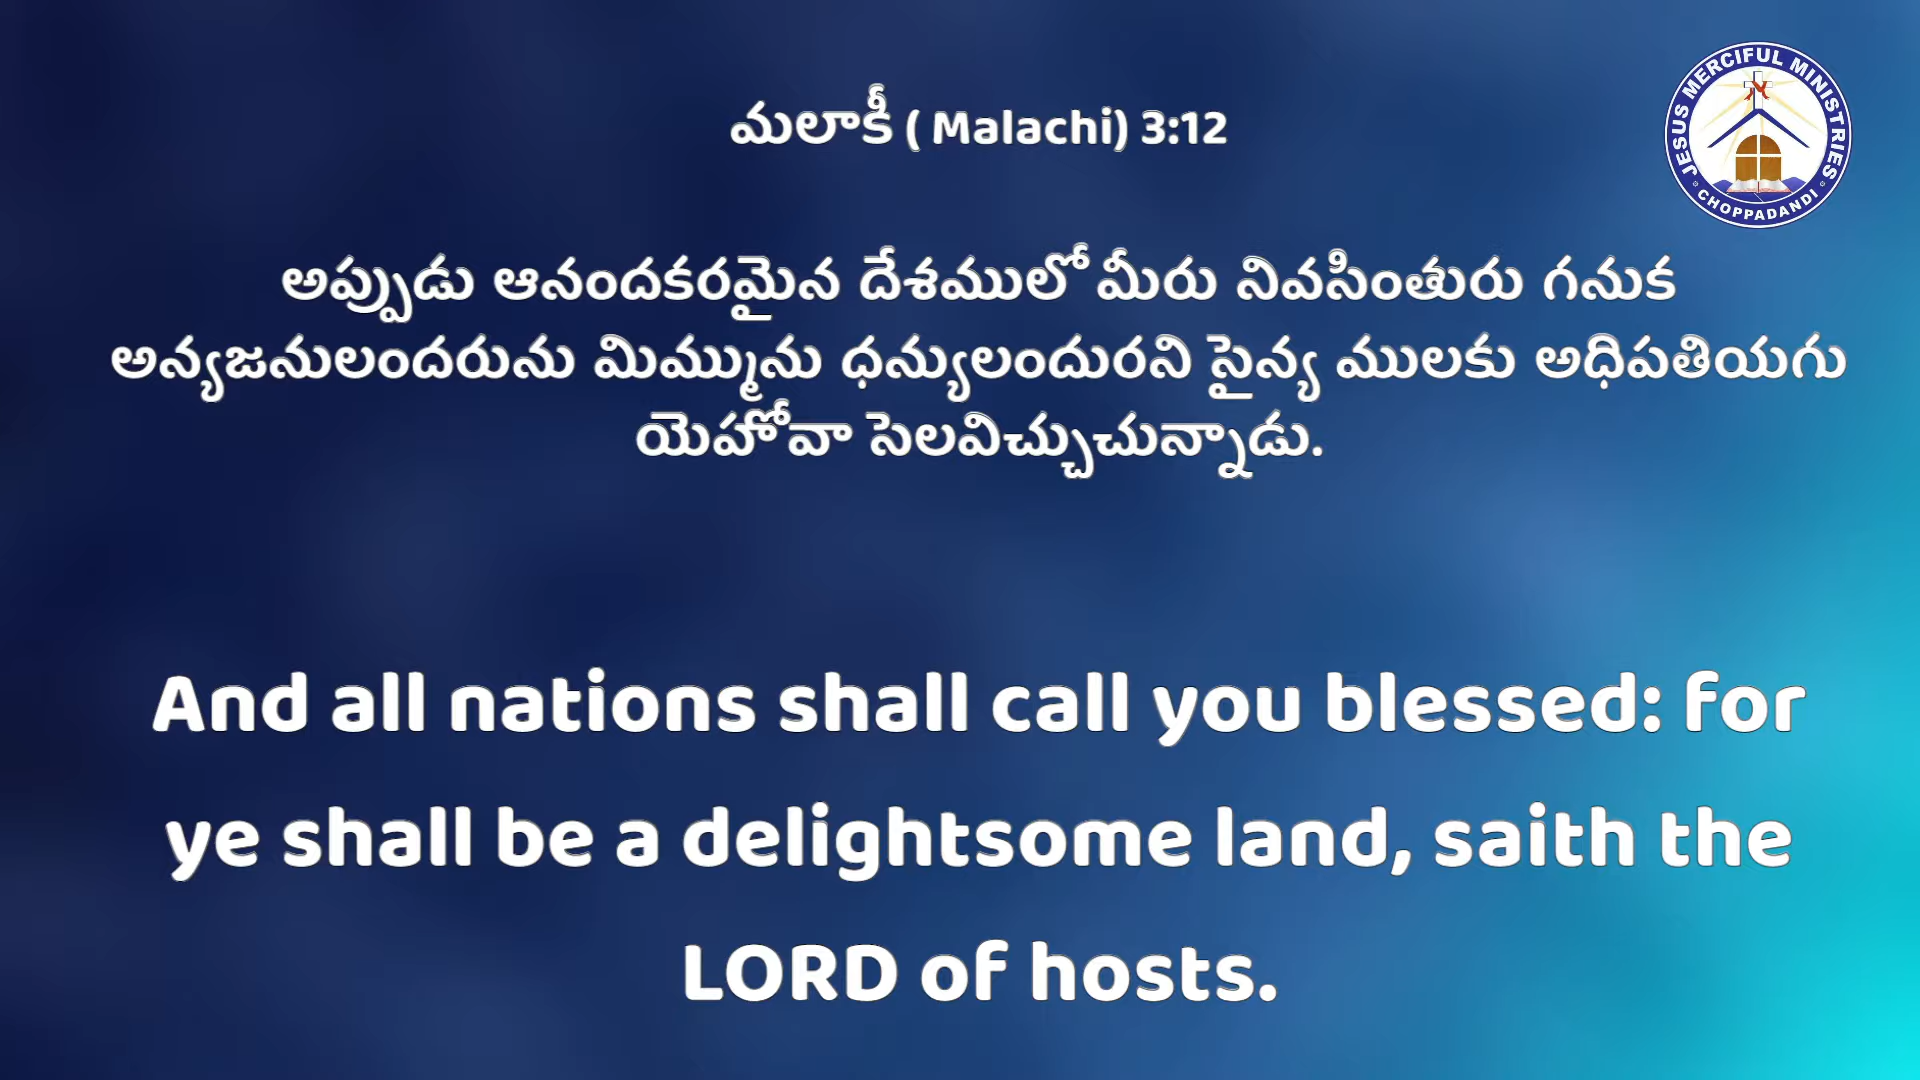 మలాకీ ( Malachi) 3:12
JESUS MERCIFUL MINISTRIES
CHOPPADANDI
అప్పుడు ఆనందకరమైన దేశములో మీరు నివసింతురు గనుక
అన్యజనులందరును మిమ్మును ధన్యులందురని సైన్య ములకు అధిపతియగు
యెహోవా సెలవిచ్చుచున్నాడు.
And all nations shall call you blessed: for
ye shall be a delightsome land, saith the
LORD of hosts.